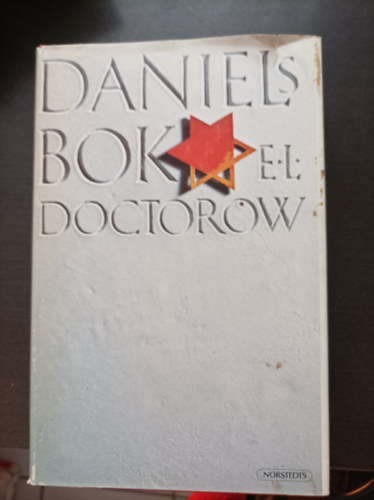 DANIELS
BOK E.L.
DOCTOROW
NORSTEDTS